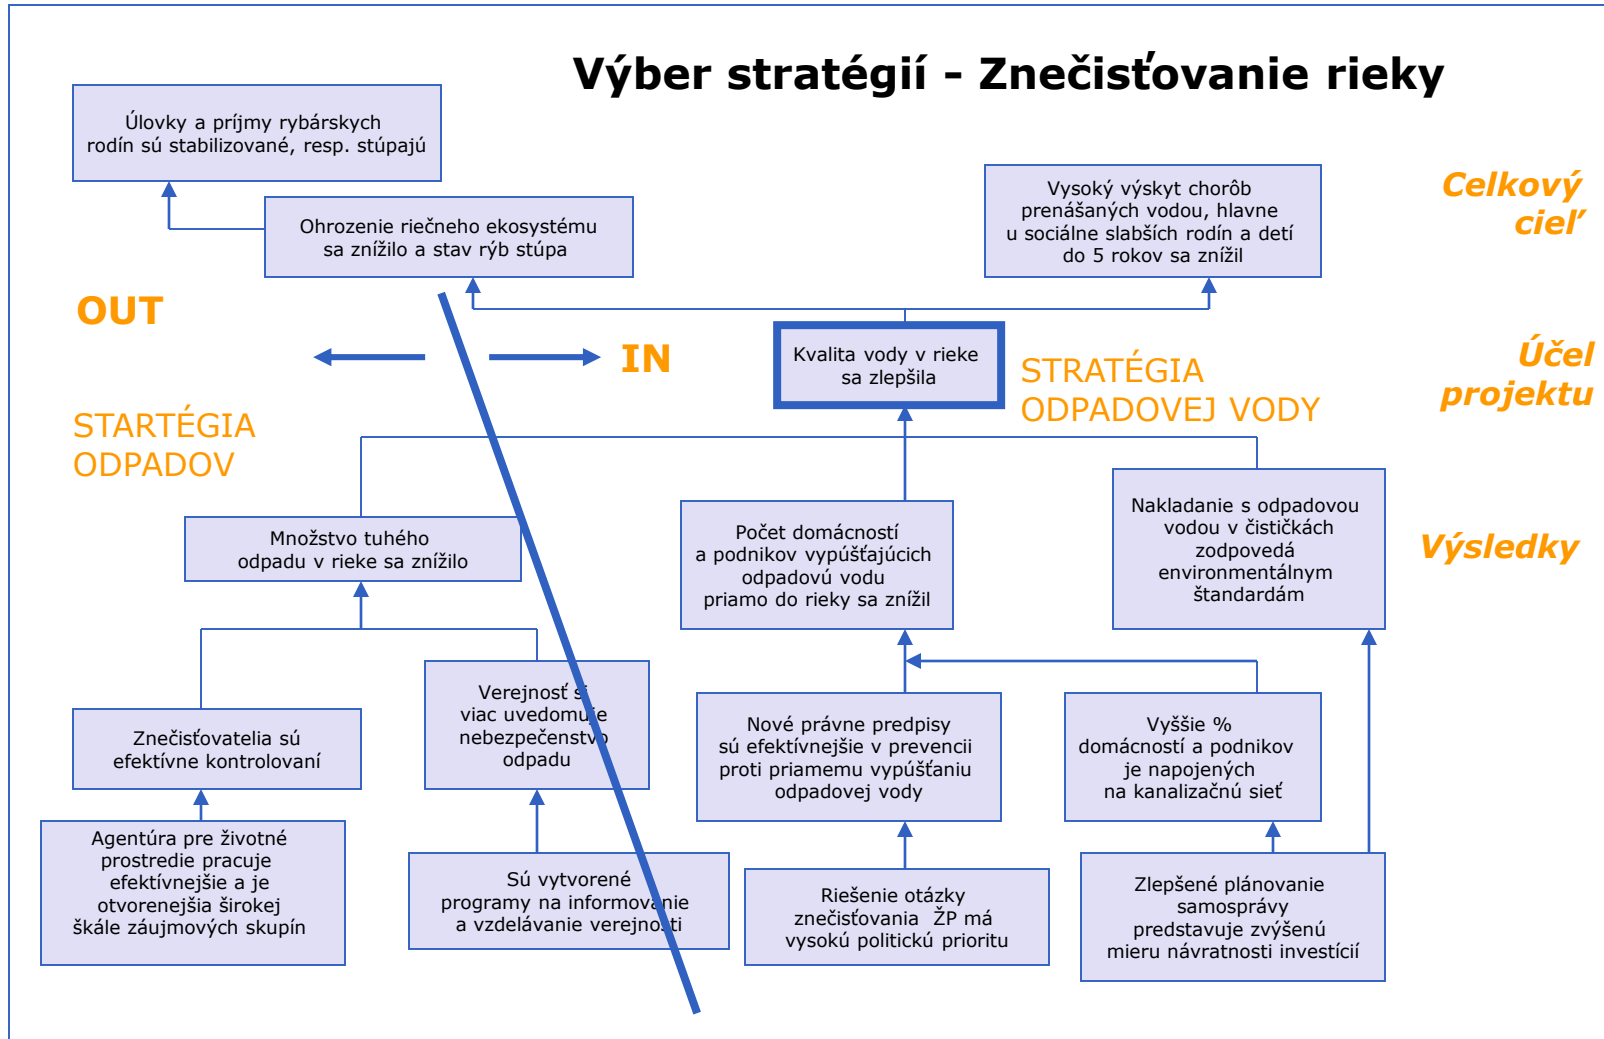 Výber stratégií - Znečisťovanie rieky
Úlovky a príjmy rybárskych
rodín sú stabilizované, resp. stúpajú
Ohrozenie riečneho ekosystému
sa znížilo a stav rýb stúpa
Vysoký výskyt chorôb
prenášaných vodou, hlavne
u sociálne slabších rodín a detí
do 5 rokov sa znížil
Celkový
cieľ
OUT
IN
Kvalita vody v rieke
sa zlepšila
STRATÉGIA
ODPADOVEJ VODY
Účel
projektu
STARTÉGIA
ODPADOV
Množstvo tuhého
odpadu v rieke sa znížilo
Počet domácností
a podnikov vypúšťajúcich
odpadovú vodu
priamo do rieky sa znížil
Nakladanie s odpadovou
vodou v čističkách
zodpovedá
environmentálnym
štandardám
Výsledky
Znečisťovatelia sú
efektívne kontrolovaní
Verejnosť si
viac uvedomuje
nebezpečenstvo
odpadu
Nové právne predpisy
sú efektívnejšie v prevencii
proti priamemu vypúšťaniu
odpadovej vody
Vyššie %
domácností a podnikov
je napojených
na kanalizačnú sieť
Agentúra pre životné
prostredie pracuje
efektívnejšie a je
otvorenejšia širokej
škále záujmových skupín
Sú vytvorené
programy na informovanie
a vzdelávanie verejnosti
Riešenie otázky
znečisťovania  ŽP má
vysokú politickú prioritu
Zlepšené plánovanie
samosprávy
predstavuje zvýšenú
mieru návratnosti investícií